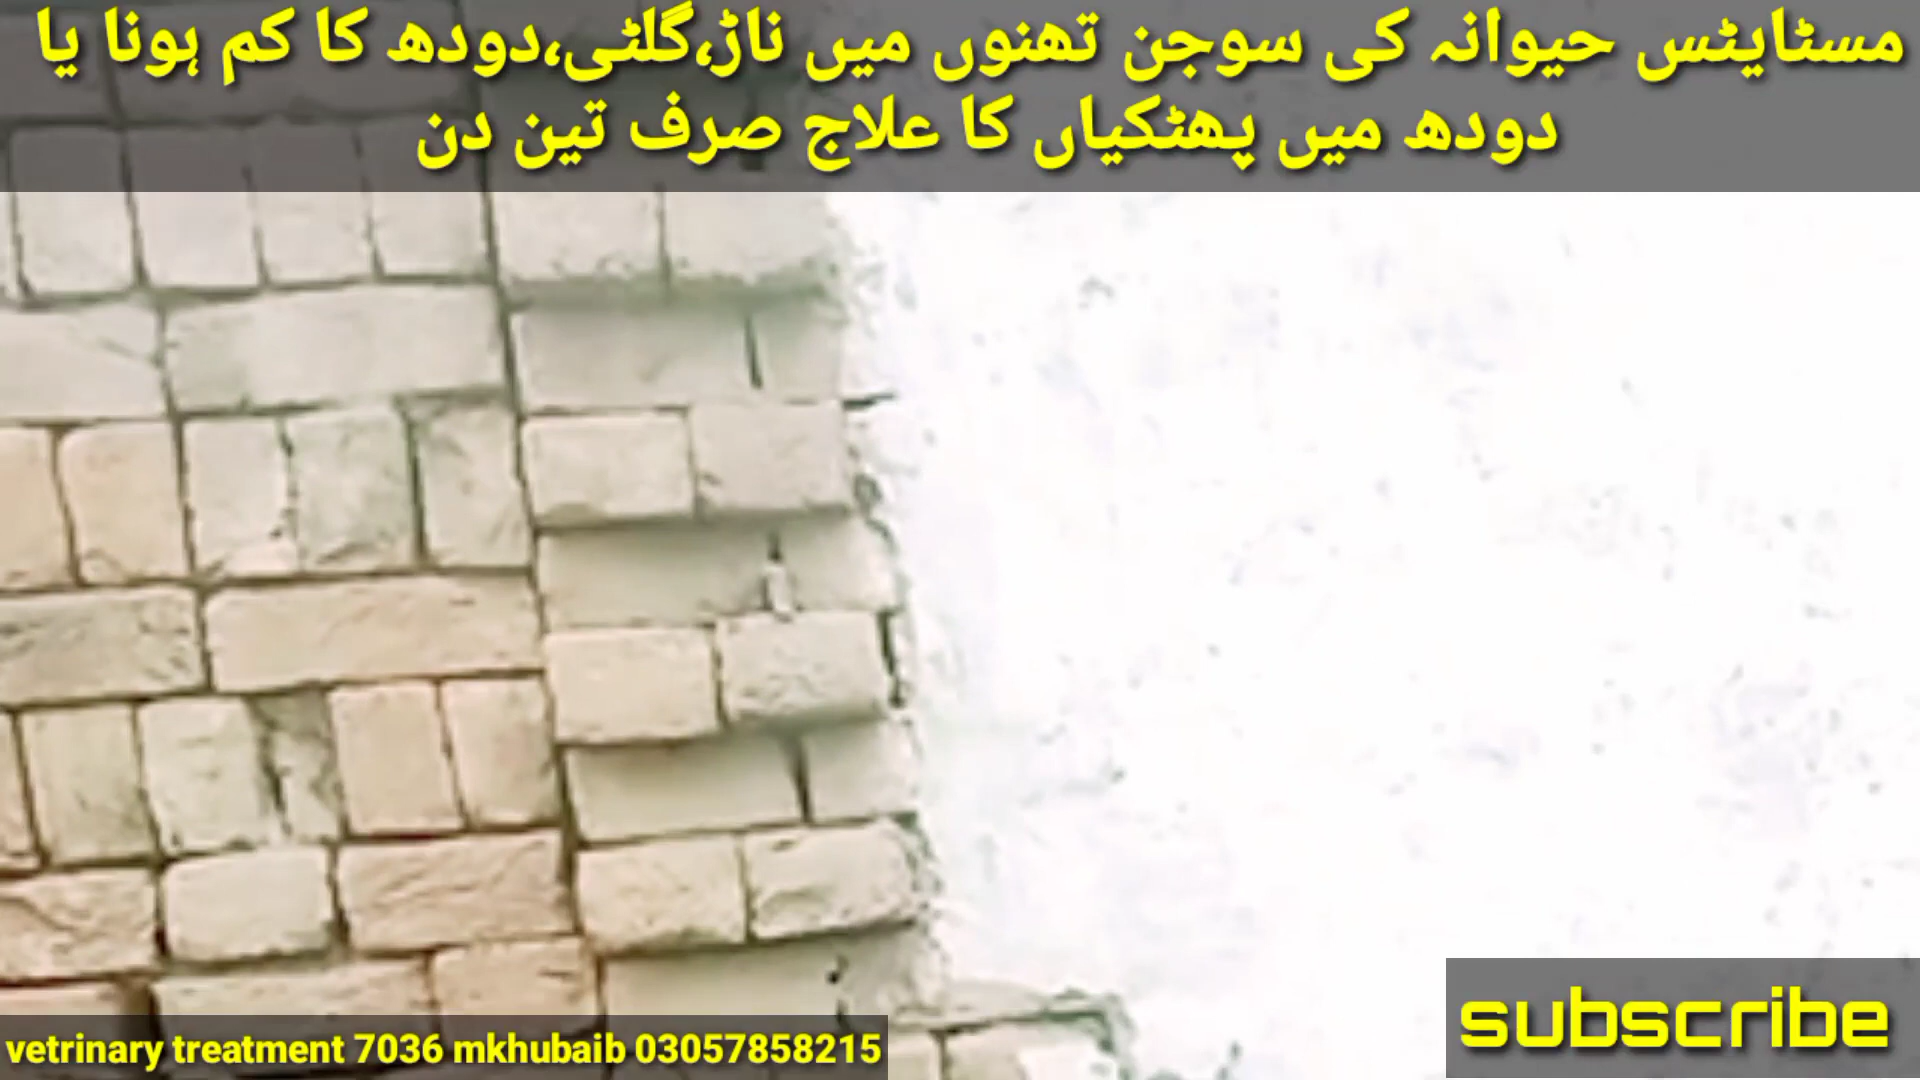 مسٹایٹس حیوانہ کی سوجن تھنوں میں ناڑ،گلٹی،دودھ کا کم ہونا یا
دودھ میں پھٹکیاں کا علاج صرف تین دن
vetrinary treatment 7036 mkhubaib 03057858215
subscribe